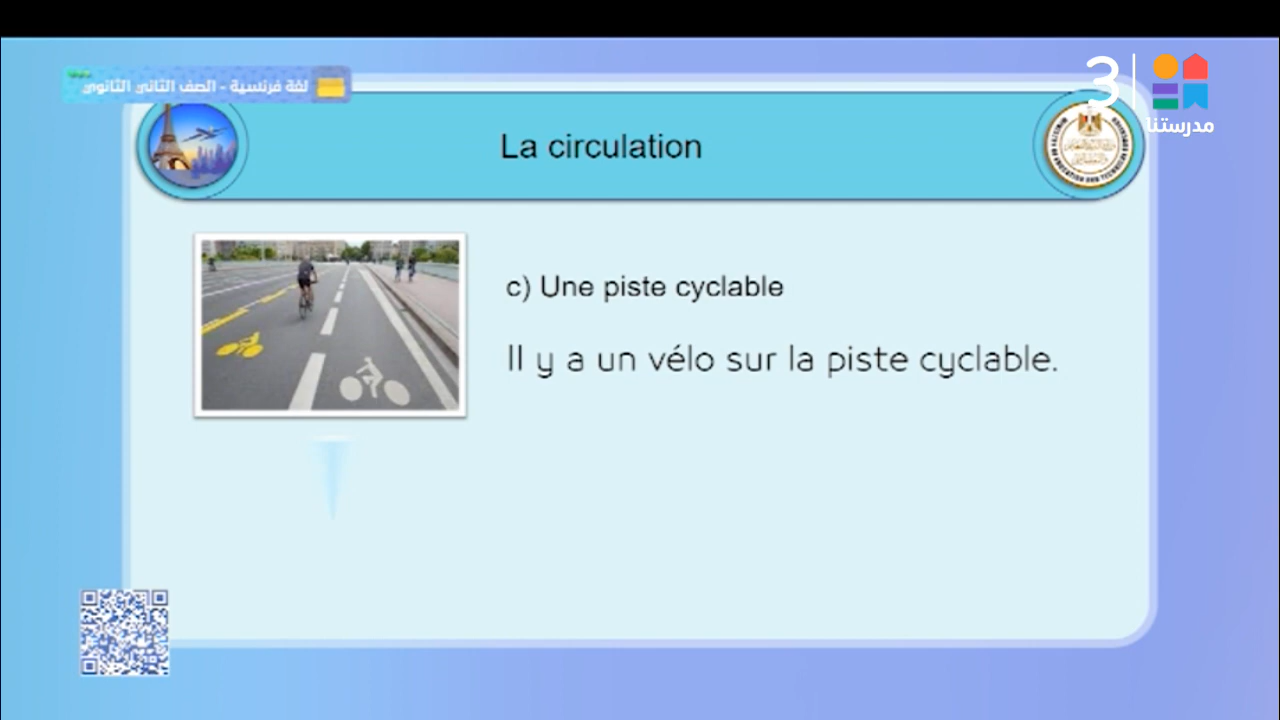 3
مدرستنا
لغة فرنسية - الصف الثاني الثانوي
La circulation
c) Une piste cyclable
Il y a un vélo sur la piste cyclable.